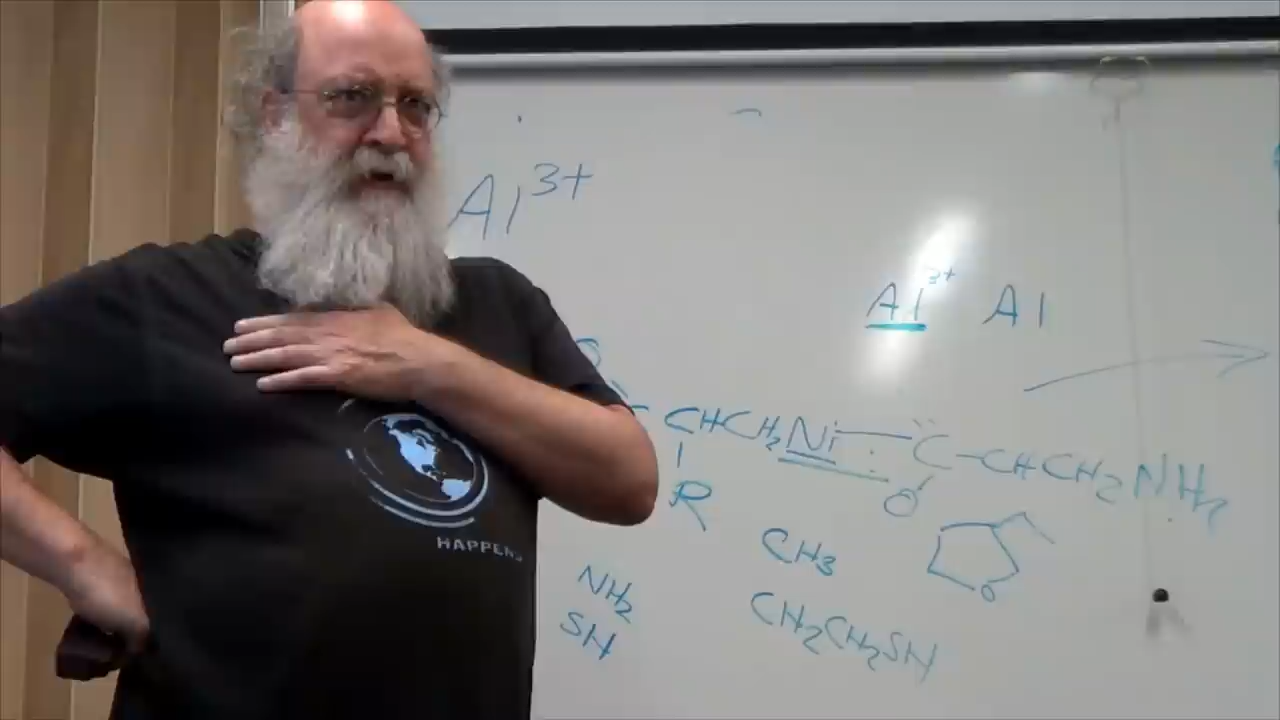 Al³⁺
Al³⁺ Al
O
CHCH₂Ni—C̈—CHCH₂NH₂
R
O
CH₃
O
NH₂
CH₂CH₂SH
SH
HAPPENS